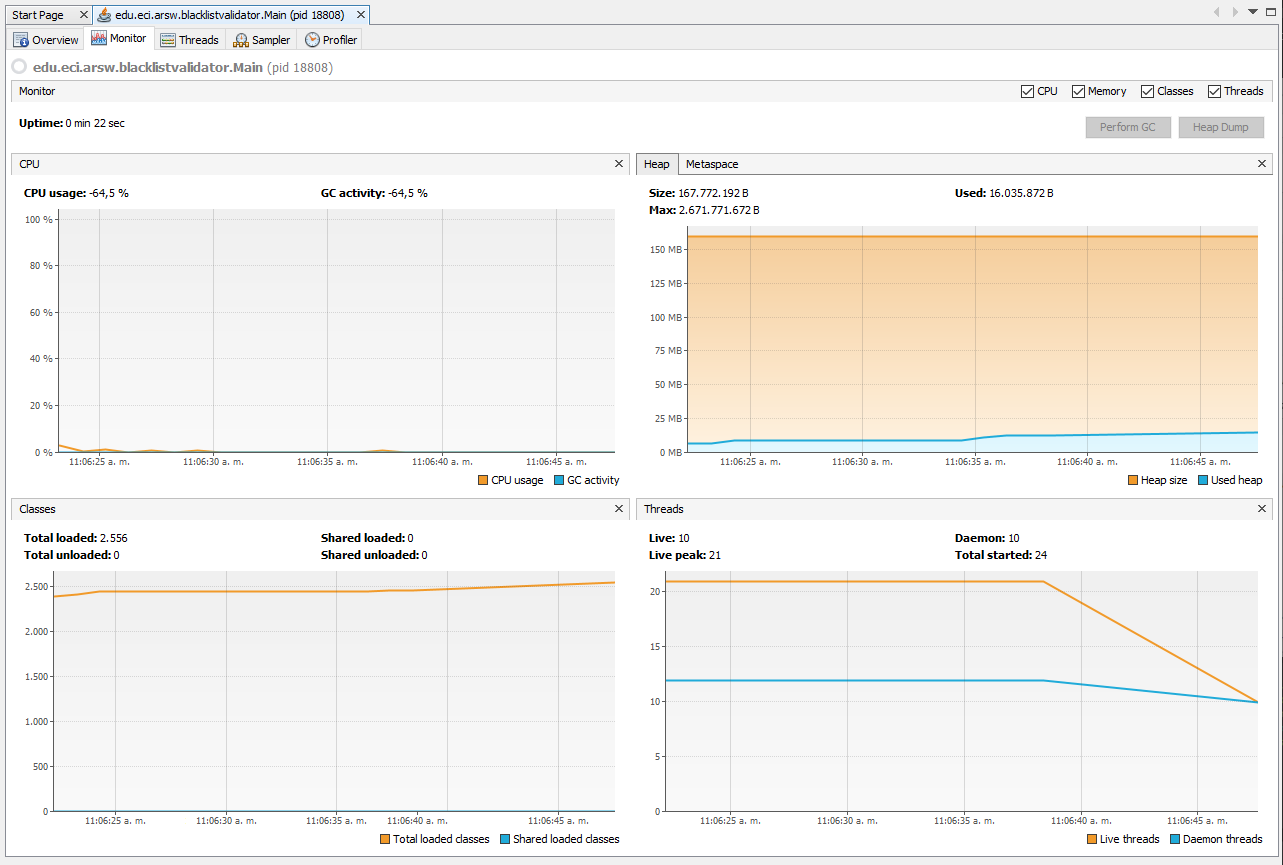 Start Page
edu.eci.arsw.blacklistvalidator.Main (pid 18808)
Overview Monitor Threads Sampler Profiler
edu.eci.arsw.blacklistvalidator.Main (pid 18808)
Monitor
CPU Memory Classes Threads
Uptime: 0 min 22 sec
Perform GC Heap Dump
CPU
CPU usage: -64,5 % GC activity: -64,5 %
100 %
80 %
60 %
40 %
20 %
0 %
11:06:25 a. m. 11:06:30 a. m. 11:06:35 a. m. 11:06:40 a. m. 11:06:45 a. m.
CPU usage GC activity
Heap Metaspace
Size: 167.772.192 B Used: 16.035.872 B
Max: 2.671.771.672 B
150 MB
125 MB
100 MB
75 MB
50 MB
25 MB
0 MB
11:06:25 a. m. 11:06:30 a. m. 11:06:35 a. m. 11:06:40 a. m. 11:06:45 a. m.
Heap size Used heap
Classes
Total loaded: 2.556 Shared loaded: 0
Total unloaded: 0 Shared unloaded: 0
2.500
2.000
1.500
1.000
500
0
11:06:25 a. m. 11:06:30 a. m. 11:06:35 a. m. 11:06:40 a. m. 11:06:45 a. m.
Total loaded classes Shared loaded classes
Threads
Live: 10 Daemon: 10
Live peak: 21 Total started: 24
20
15
10
5
0
11:06:25 a. m. 11:06:30 a. m. 11:06:35 a. m. 11:06:40 a. m. 11:06:45 a. m.
Live threads Daemon threads